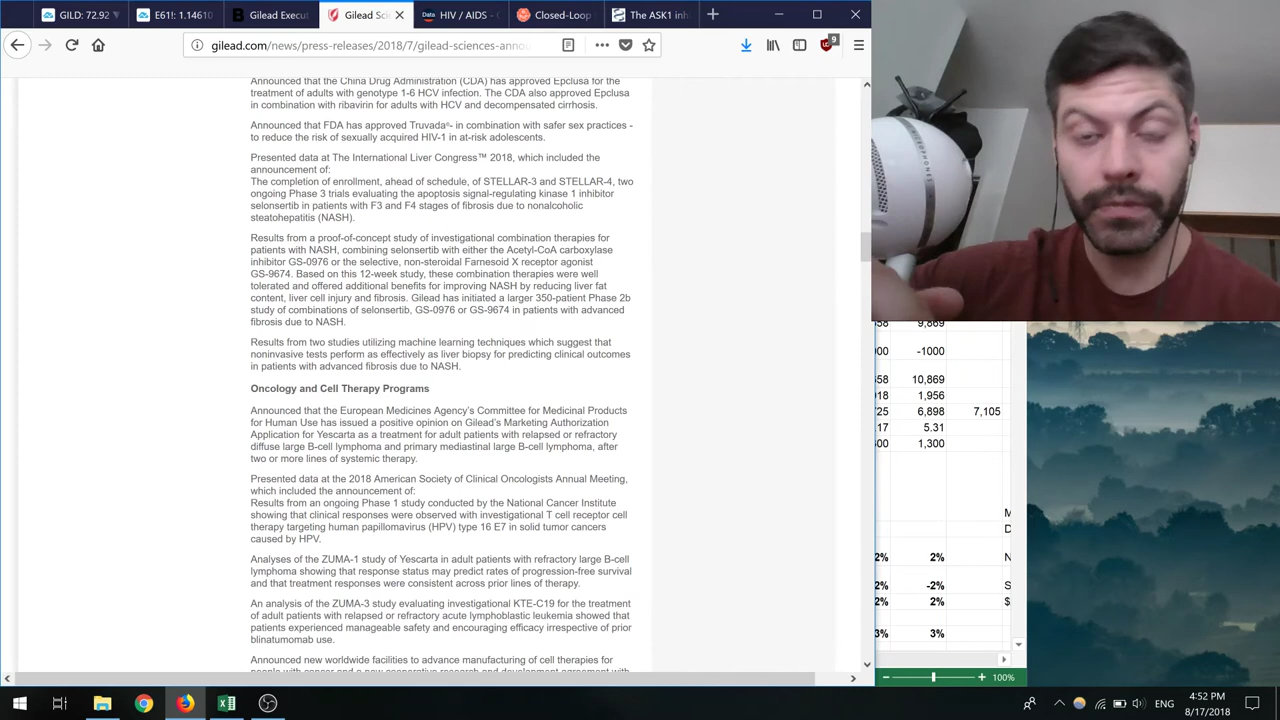 GILD: 72.92
E61!: 1.14610
Gilead Execut
Gilead Sci
HIV / AIDS - G
Closed-Loop
The ASK1 inh
gilead.com/news/press-releases/2018/7/gilead-sciences-annou
9
Announced that the China Drug Administration (CDA) has approved Epclusa for the
treatment of adults with genotype 1-6 HCV infection. The CDA also approved Epclusa
in combination with ribavirin for adults with HCV and decompensated cirrhosis.
Announced that FDA has approved Truvada®- in combination with safer sex practices -
to reduce the risk of sexually acquired HIV-1 in at-risk adolescents.
Presented data at The International Liver Congress™ 2018, which included the
announcement of:
The completion of enrollment, ahead of schedule, of STELLAR-3 and STELLAR-4, two
ongoing Phase 3 trials evaluating the apoptosis signal-regulating kinase 1 inhibitor
selonsertib in patients with F3 and F4 stages of fibrosis due to nonalcoholic
steatohepatitis (NASH).
Results from a proof-of-concept study of investigational combination therapies for
patients with NASH, combining selonsertib with either the Acetyl-CoA carboxylase
inhibitor GS-0976 or the selective, non-steroidal Farnesoid X receptor agonist
GS-9674. Based on this 12-week study, these combination therapies were well
tolerated and offered additional benefits for improving NASH by reducing liver fat
content, liver cell injury and fibrosis. Gilead has initiated a larger 350-patient Phase 2b
study of combinations of selonsertib, GS-0976 or GS-9674 in patients with advanced
fibrosis due to NASH.
Results from two studies utilizing machine learning techniques which suggest that
noninvasive tests perform as effectively as liver biopsy for predicting clinical outcomes
in patients with advanced fibrosis due to NASH.
Oncology and Cell Therapy Programs
Announced that the European Medicines Agency's Committee for Medicinal Products
for Human Use has issued a positive opinion on Gilead's Marketing Authorization
Application for Yescarta as a treatment for adult patients with relapsed or refractory
diffuse large B-cell lymphoma and primary mediastinal large B-cell lymphoma, after
two or more lines of systemic therapy.
Presented data at the 2018 American Society of Clinical Oncologists Annual Meeting,
which included the announcement of:
Results from an ongoing Phase 1 study conducted by the National Cancer Institute
showing that clinical responses were observed with investigational T cell receptor cell
therapy targeting human papillomavirus (HPV) type 16 E7 in solid tumor cancers
caused by HPV.
Analyses of the ZUMA-1 study of Yescarta in adult patients with refractory large B-cell
lymphoma showing that response status may predict rates of progression-free survival
and that treatment responses were consistent across prior lines of therapy.
An analysis of the ZUMA-3 study evaluating investigational KTE-C19 for the treatment
of adult patients with relapsed or refractory acute lymphoblastic leukemia showed that
patients experienced manageable safety and encouraging efficacy irrespective of prior
blinatumomab use.
Announced new worldwide facilities to advance manufacturing of cell therapies for
MICROPHONES
9,869
00 -1000
58 10,869
918 1,956
725 6,898 7,105
.17 5.31
1,300
M
D
2% 2% N
2% -2% S
2% 2% $
3% 3%
100%
ENG
4:52 PM
8/17/2018